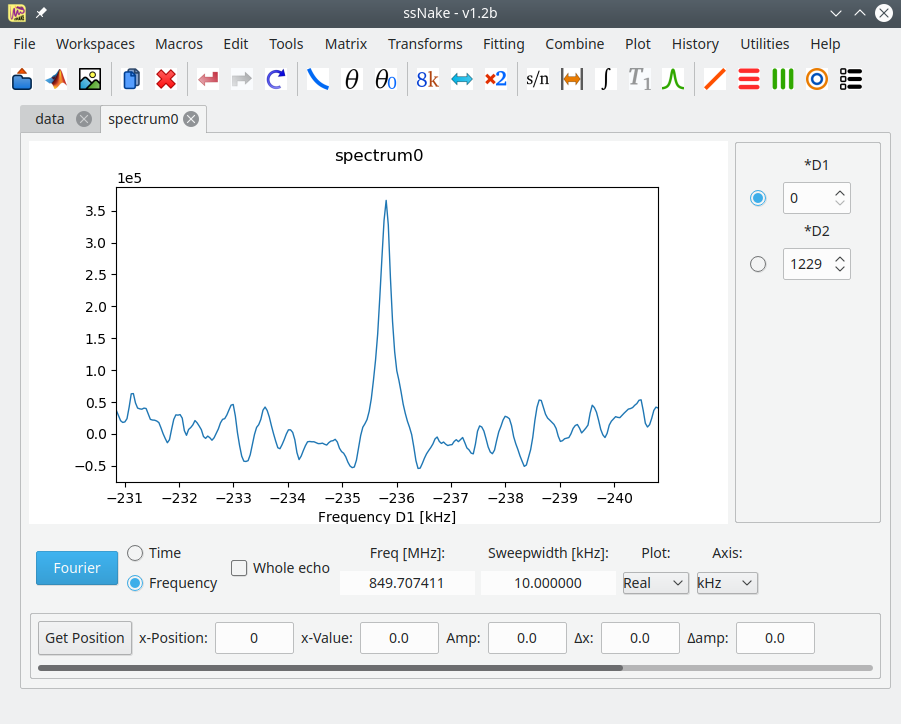 ssNake - v1.2b
File Workspaces Macros Edit Tools Matrix Transforms Fitting Combine Plot History Utilities Help
θ θ0 8k ×2 s/n ∫ T1
data spectrum0
spectrum0
1e5
3.5
3.0
2.5
2.0
1.5
1.0
0.5
0.0
−0.5
−231 −232 −233 −234 −235 −236 −237 −238 −239 −240
Frequency D1 [kHz]
*D1
0
*D2
1229
Fourier
Time
Frequency
Whole echo
Freq [MHz]:
849.707411
Sweepwidth [kHz]:
10.000000
Plot:
Real
Axis:
kHz
Get Position x-Position: 0 x-Value: 0.0 Amp: 0.0 Δx: 0.0 Δamp: 0.0